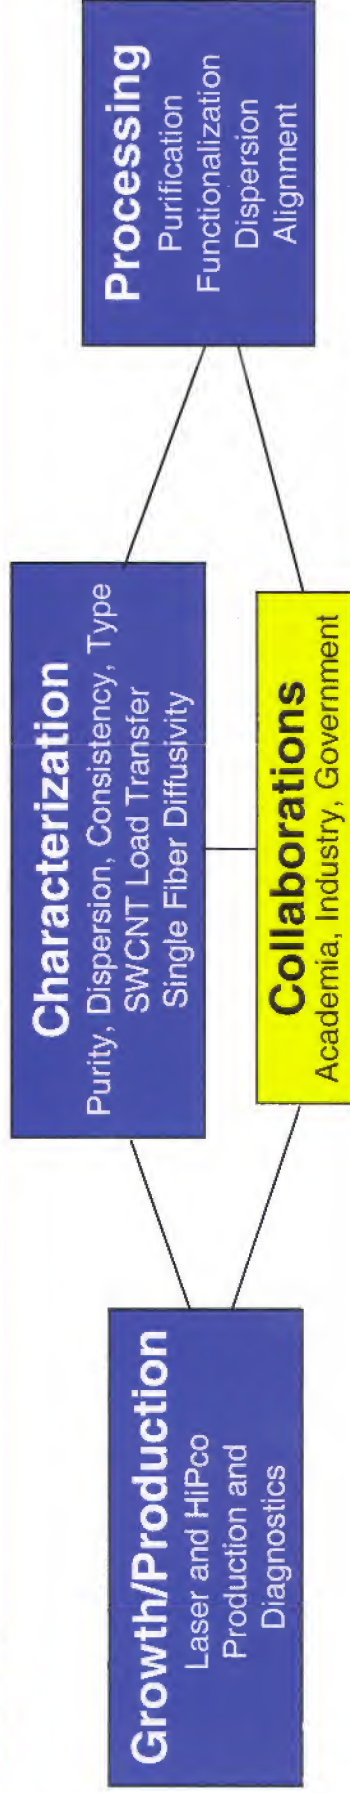 Growth/Production
Laser and HiPco
Production and
Diagnostics
Characterization
Purity, Dispersion, Consistency, Type
SWCNT Load Transfer
Single Fiber Diffusivity
Collaborations
Academia, Industry, Government
Processing
Purification
Functionalization
Dispersion
Alignment